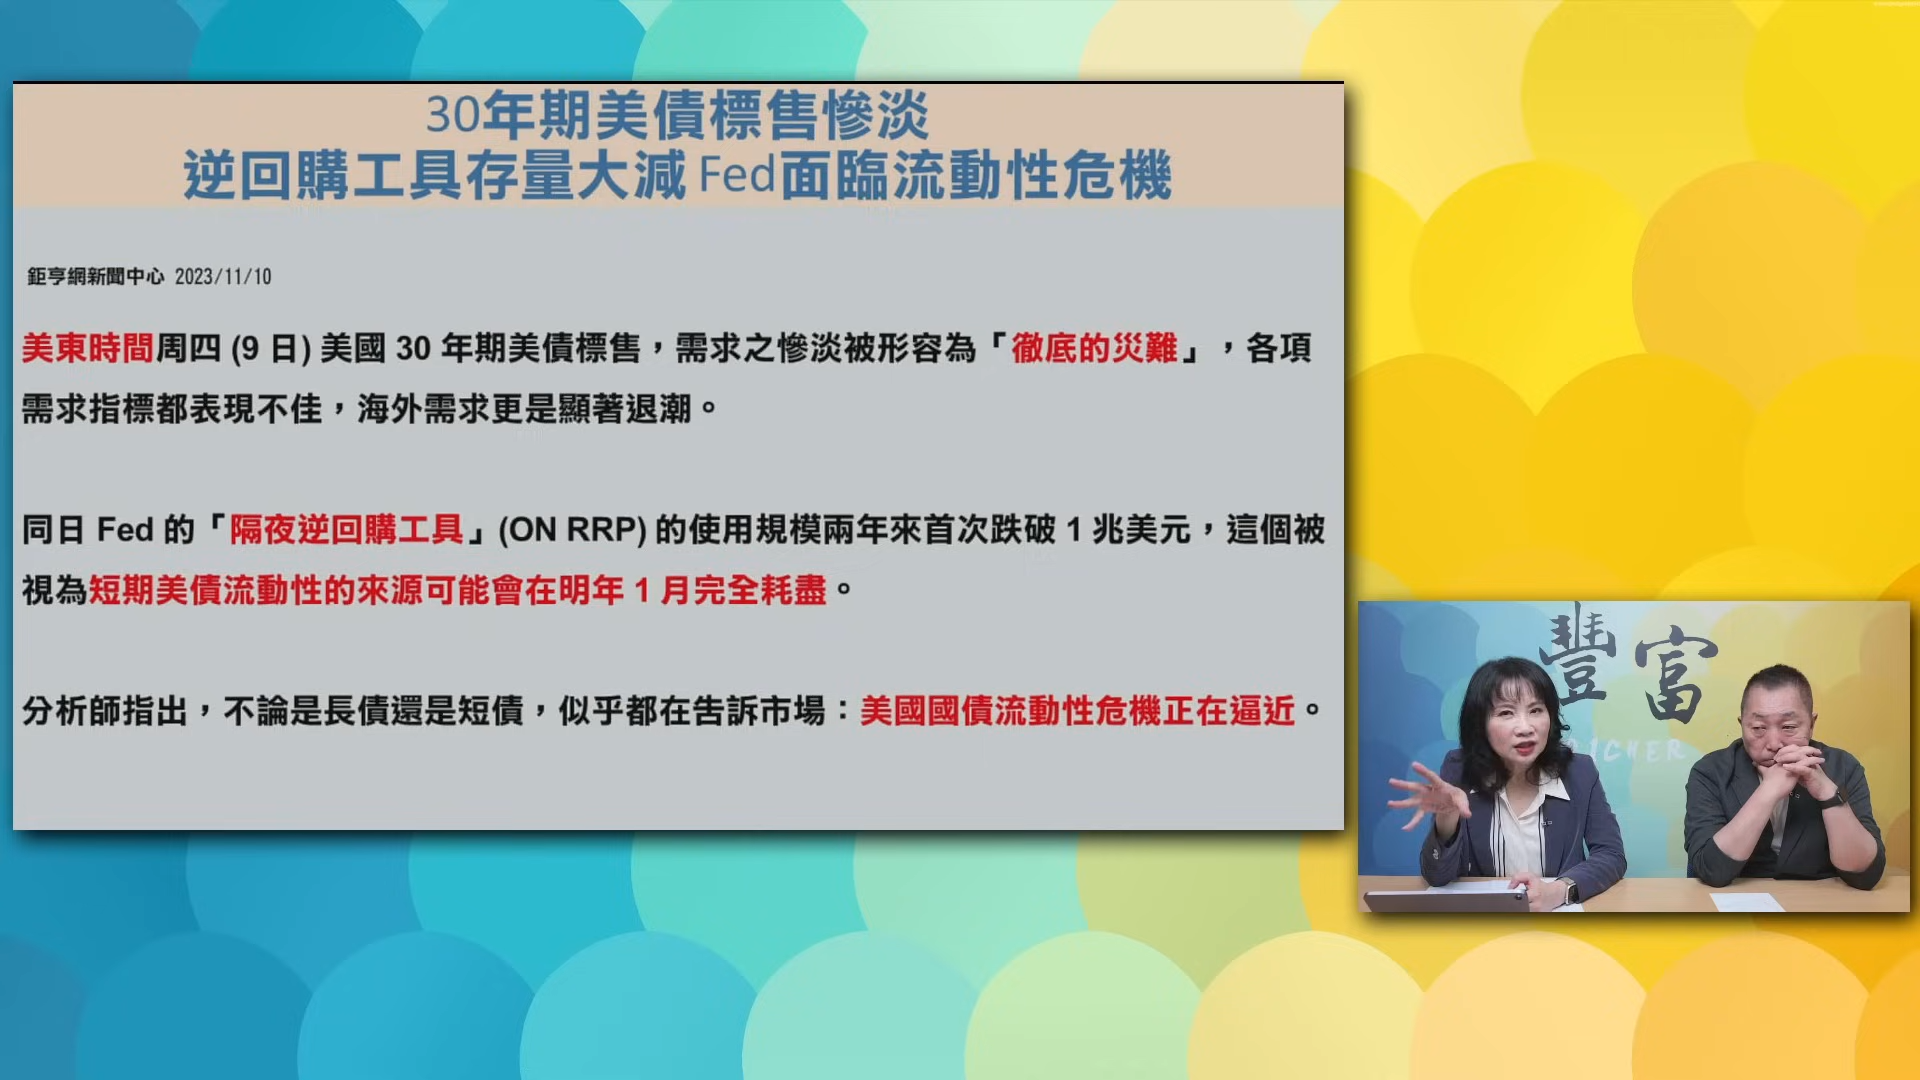 30年期美債標售慘淡
逆回購工具存量大減 Fed面臨流動性危機
鉅亨網新聞中心 2023/11/10
美東時間周四 (9 日) 美國 30 年期美債標售，需求之慘淡被形容為「徹底的災難」，各項
需求指標都表現不佳，海外需求更是顯著退潮。
同日 Fed 的「隔夜逆回購工具」(ON RRP) 的使用規模兩年來首次跌破 1 兆美元，這個被
視為短期美債流動性的來源可能會在明年 1 月完全耗盡。
分析師指出，不論是長債還是短債，似乎都在告訴市場：美國國債流動性危機正在逼近。
豐富